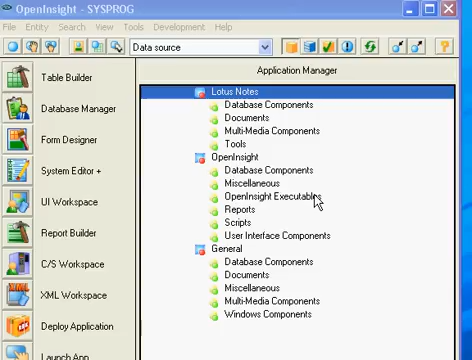 OpenInsight - SYSPROG
File Entity Search View Tools Development Help
Data source
Table Builder
Database Manager
Form Designer
System Editor +
UI Workspace
Report Builder
C/S Workspace
XML Workspace
Deploy Application
Launch App
Application Manager
Lotus Notes
Database Components
Documents
Multi-Media Components
Tools
OpenInsight
Database Components
Miscellaneous
OpenInsight Executables
Reports
Scripts
User Interface Components
General
Database Components
Documents
Miscellaneous
Multi-Media Components
Windows Components